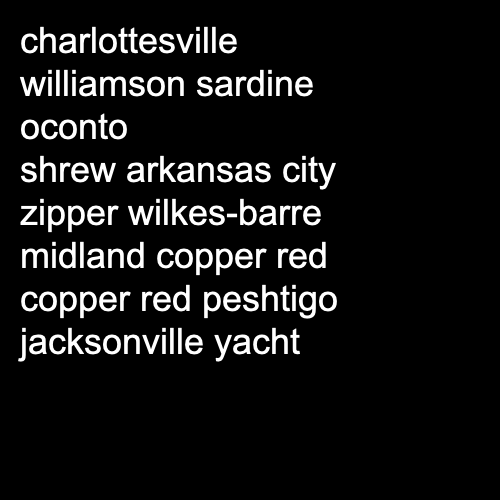 charlottesville
williamson sardine
oconto
shrew arkansas city
zipper wilkes-barre
midland copper red
copper red peshtigo
jacksonville yacht